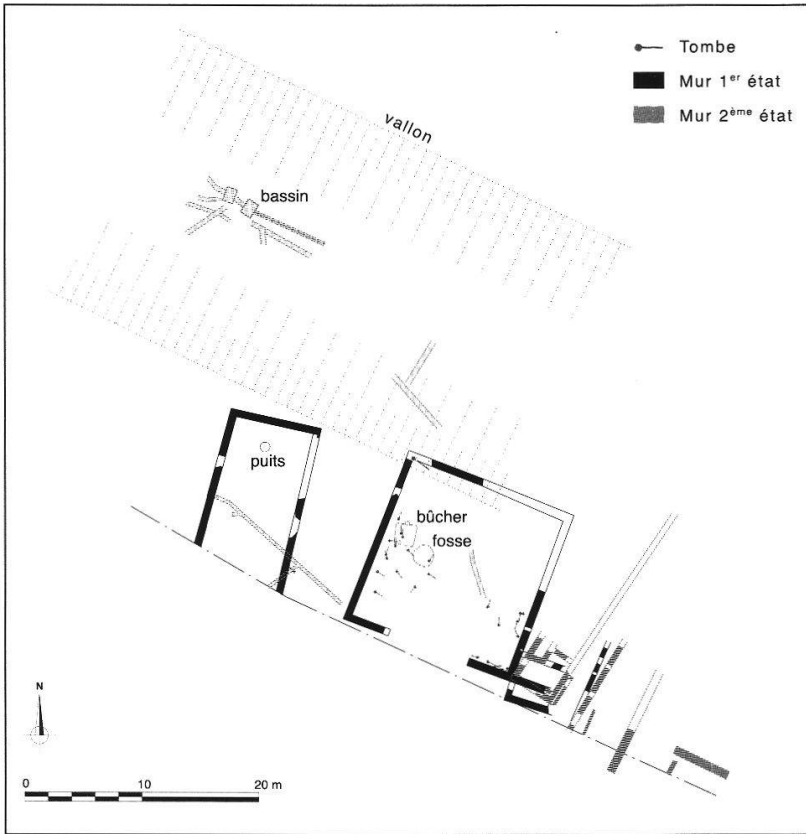 Tombe
Mur 1er état
Mur 2ème état
vallon
bassin
puits
bûcher
fosse
N
0 10 20 m